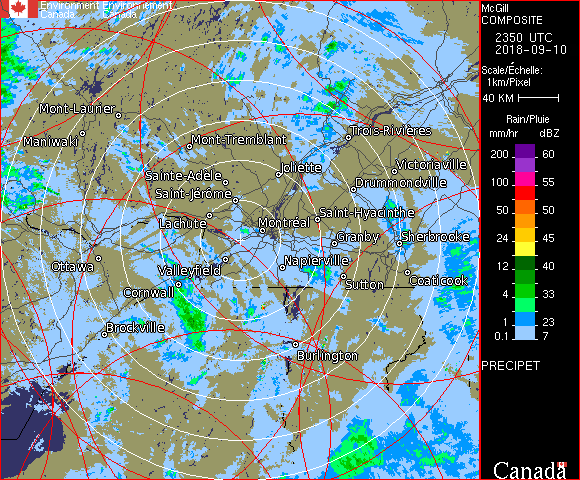 Environment Environnement
Canada Canada
McGill
COMPOSITE
2350 UTC
2018-09-10
Scale/Échelle:
1km/Pixel
40 KM
Rain/Pluie
mm/hr dBZ
200 60
100 55
50 50
24 45
12 40
4 33
1 23
0.1 7
PRECIPET
Canada
Mont-Laurier
Maniwaki
Mont-Tremblant
Trois-Rivières
Joliette
Victoriaville
Sainte-Adèle
Drummondville
Saint-Jérôme
Lachute
Saint-Hyacinthe
Montréal
Granby
Sherbrooke
Ottawa
Valleyfield
Napierville
Coaticook
Cornwall
Sutton
Brockville
Burlington